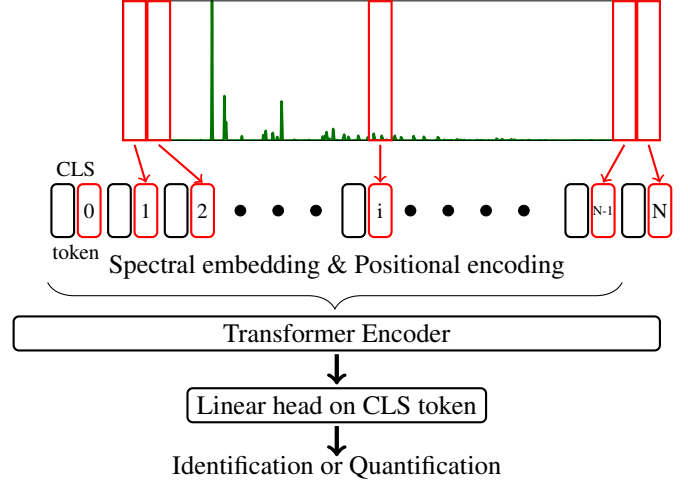 CLS
0 1 2 i N-1 N
token
Spectral embedding & Positional encoding
Transformer Encoder
Linear head on CLS token
Identification or Quantification